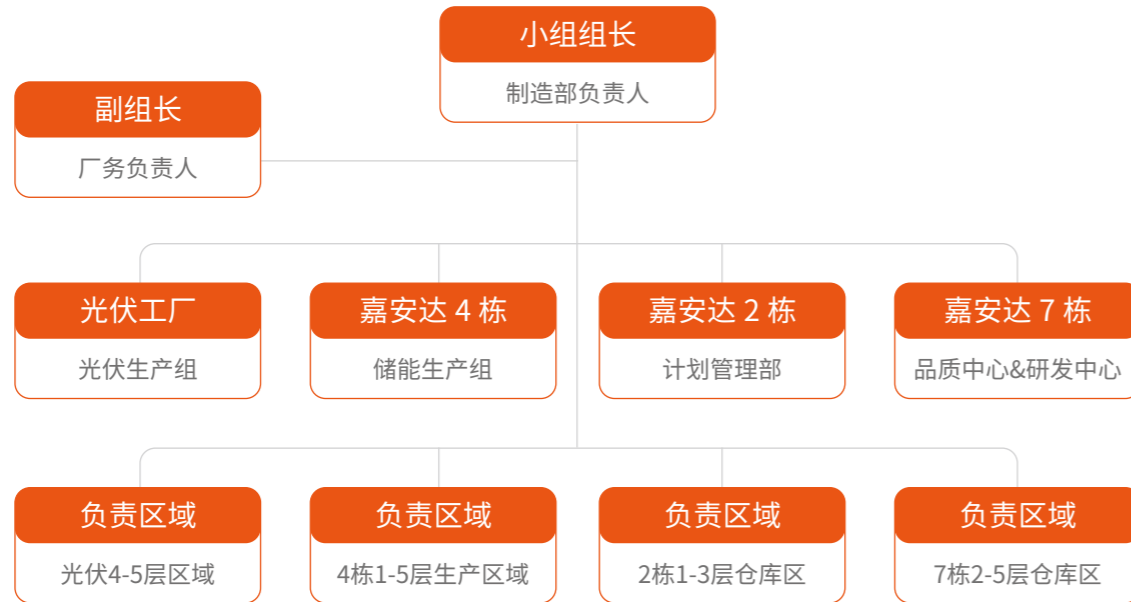 小组组长
制造部负责人
副组长
厂务负责人
光伏工厂
光伏生产组
嘉安达 4 栋
储能生产组
嘉安达 2 栋
计划管理部
嘉安达 7 栋
品质中心&研发中心
负责区域
光伏4-5层区域
负责区域
4栋1-5层生产区域
负责区域
2栋1-3层仓库区
负责区域
7栋2-5层仓库区